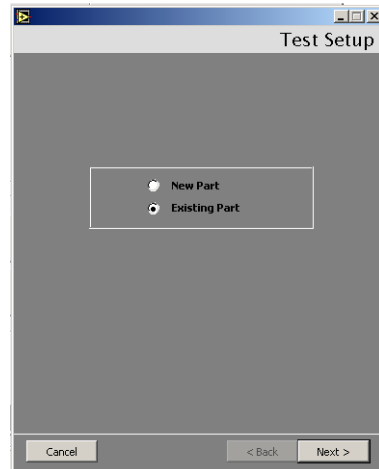 Test Setup
New Part
Existing Part
Cancel
< Back
Next >